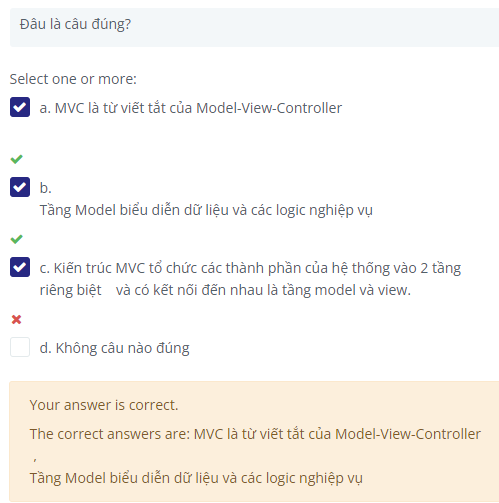 Đâu là câu đúng?
Select one or more:
a. MVC là từ viết tắt của Model-View-Controller
b.
Tầng Model biểu diễn dữ liệu và các logic nghiệp vụ
c. Kiến trúc MVC tổ chức các thành phần của hệ thống vào 2 tầng
riêng biệt và có kết nối đến nhau là tầng model và view.
d. Không câu nào đúng
Your answer is correct.
The correct answers are: MVC là từ viết tắt của Model-View-Controller
,
Tầng Model biểu diễn dữ liệu và các logic nghiệp vụ